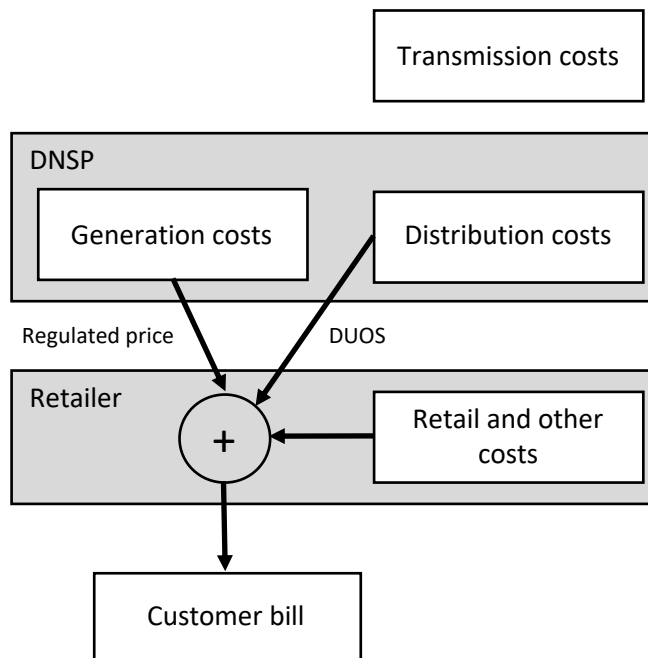 Transmission costs
DNSP
Generation costs
Distribution costs
Regulated price
DUOS
Retailer
+
Retail and other
costs
Customer bill